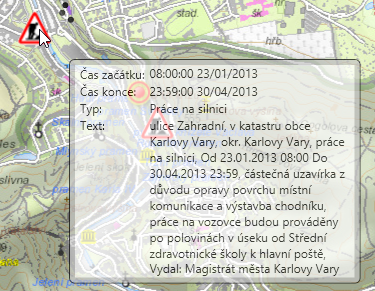 stad.
šk
hřf.
šk
Čas začátku: 08:00:00 23/01/2013
Čas konce: 23:59:00 30/04/2013
Typ: Práce na silnici
Text: ulice Zahradní, v katastru obce
Karlovy Vary, okr. Karlovy Vary, práce
na silnici, Od 23.01.2013 08:00 Do
30.04.2013 23:59, částečná uzavírka z
důvodu opravy povrchu místní
komunikace a výstavba chodníku,
práce na vozovce budou prováděny
po polovinách v úseku od Střední
zdravotnické školy k hlavní poště,
Vydal: Magistrát města Karlovy Vary